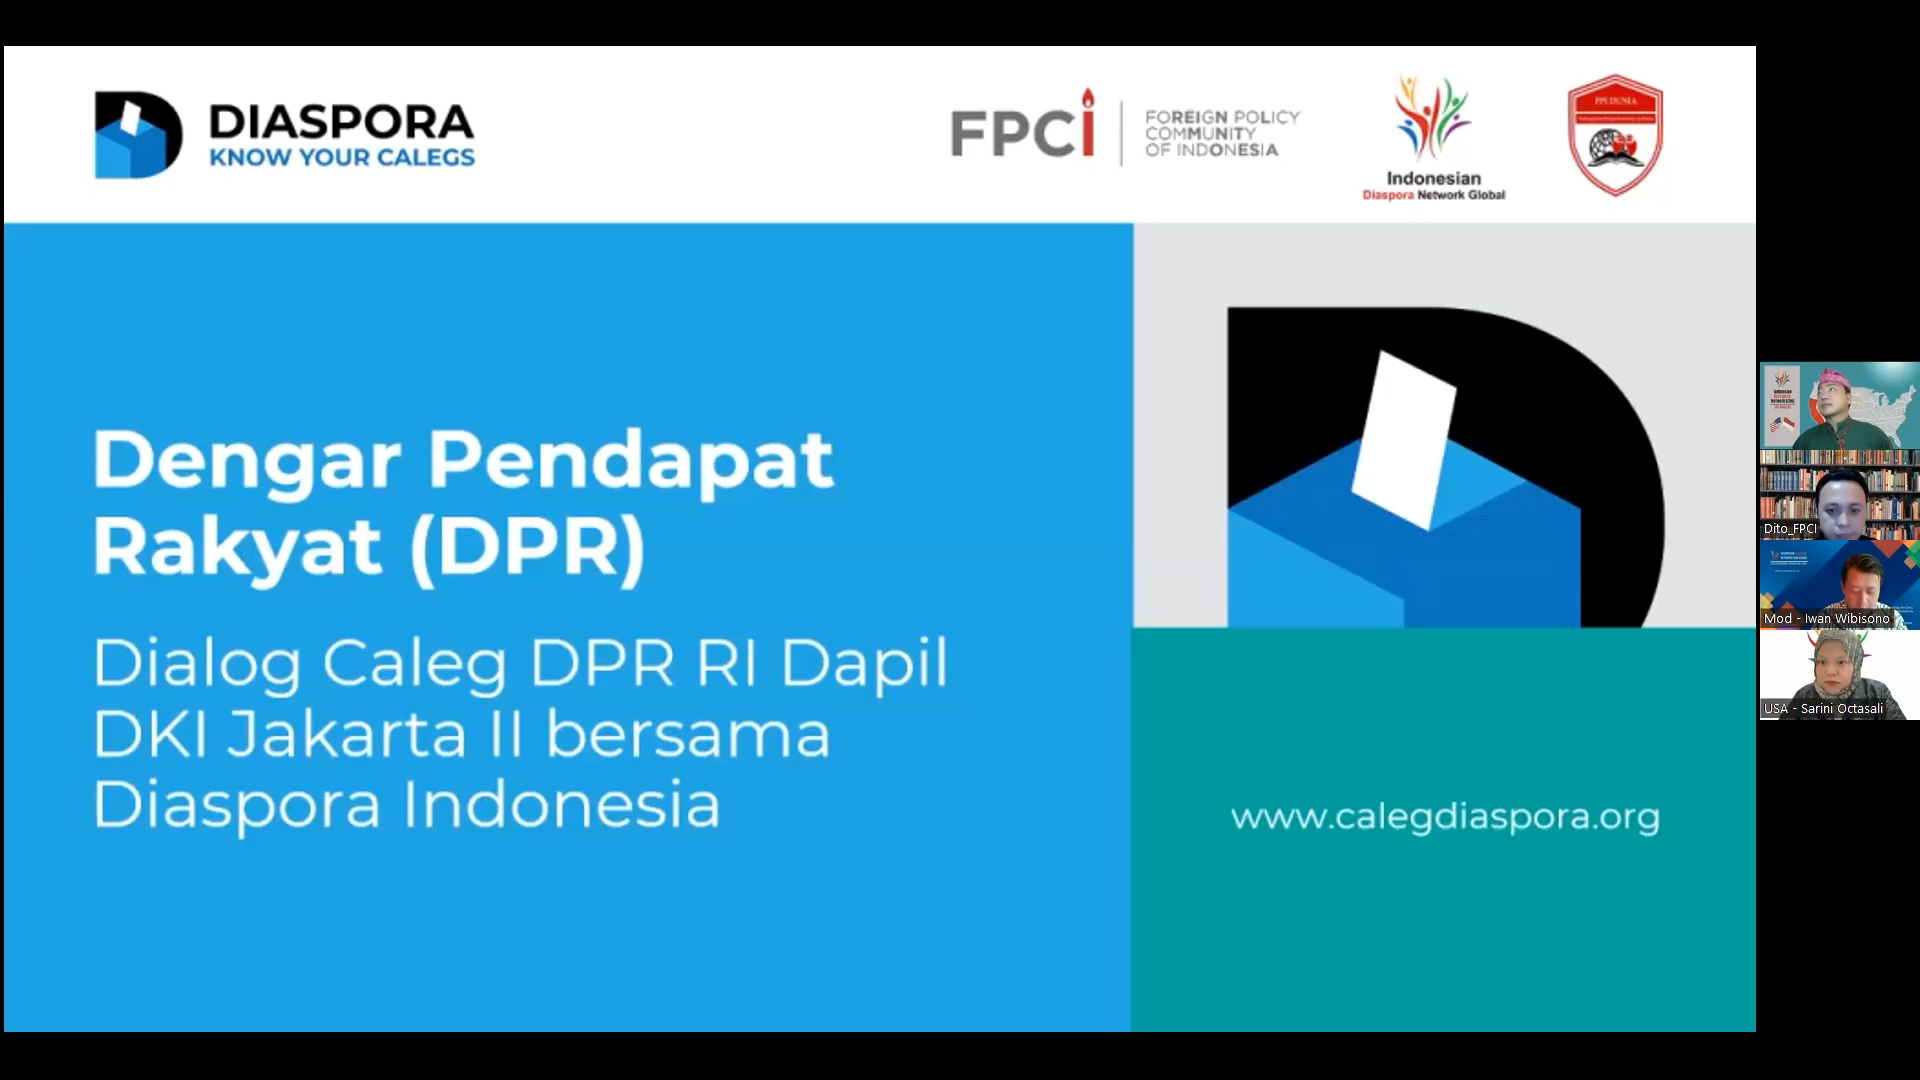 DIASPORA
KNOW YOUR CALEGS
FPCi
FOREIGN POLICY
COMMUNITY
OF INDONESIA
Indonesian
Diaspora Network Global
PPI DUNIA
Dengar Pendapat
Rakyat (DPR)
Dialog Caleg DPR RI Dapil
DKI Jakarta II bersama
Diaspora Indonesia
www.calegdiaspora.org
Dito_FPCI
Mod - Iwan Wibisono
USA - Sarini Octasali